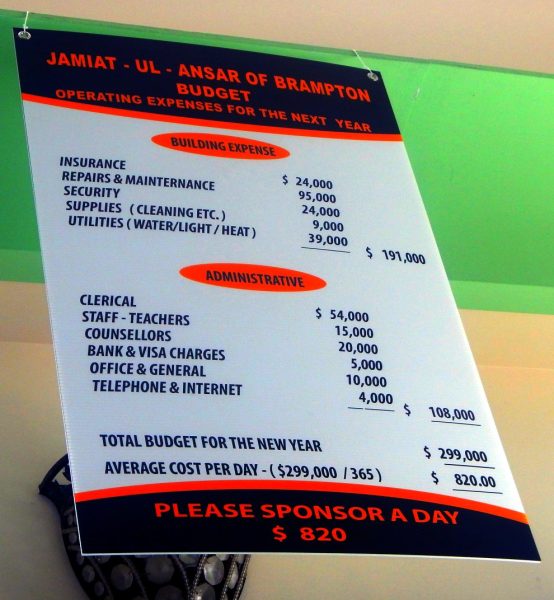 JAMIAT - UL - ANSAR OF BRAMPTON
BUDGET
OPERATING EXPENSES FOR THE NEXT YEAR
BUILDING EXPENSE
INSURANCE $ 24,000
REPAIRS & MAINTERNANCE 95,000
SECURITY 24,000
SUPPLIES ( CLEANING ETC. ) 9,000
UTILITIES ( WATER/LIGHT / HEAT ) 39,000 $ 191,000
ADMINISTRATIVE
CLERICAL $ 54,000
STAFF - TEACHERS 15,000
COUNSELLORS 20,000
BANK & VISA CHARGES 5,000
OFFICE & GENERAL 10,000
TELEPHONE & INTERNET 4,000 $ 108,000
TOTAL BUDGET FOR THE NEW YEAR $ 299,000
AVERAGE COST PER DAY - ( $299,000 / 365 ) $ 820.00
PLEASE SPONSOR A DAY
$ 820